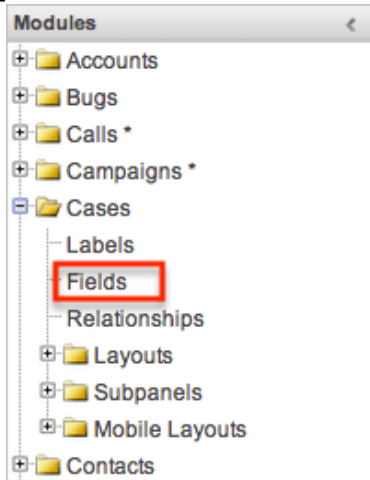 Modules
Accounts
Bugs
Calls *
Campaigns *
Cases
Labels
Fields
Relationships
Layouts
Subpanels
Mobile Layouts
Contacts